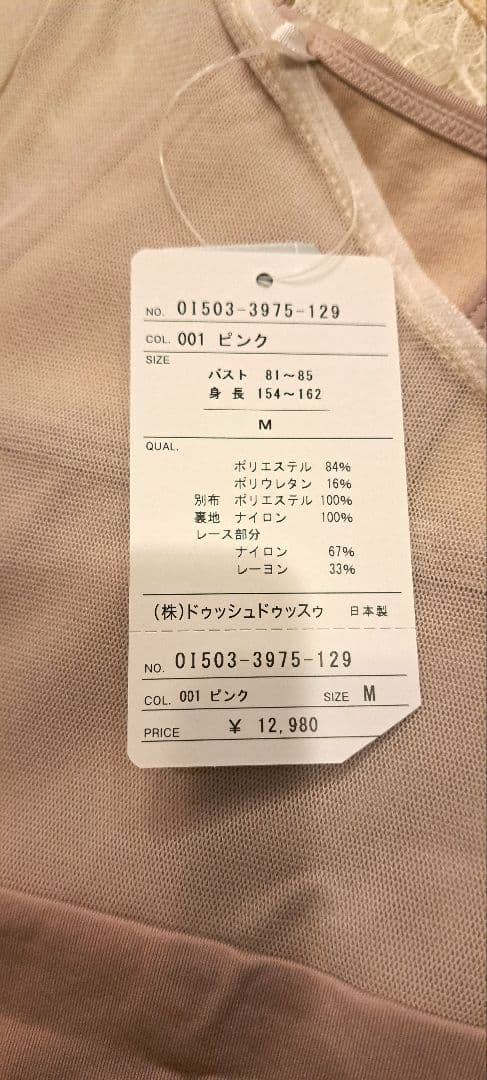 NO. 01503-3975-129
COL. 001 ピンク
SIZE
バスト 81~85
身長 154~162
M
QUAL.
ポリエステル 84%
ポリウレタン 16%
別布 ポリエステル 100%
裏地 ナイロン 100%
レース部分
ナイロン 67%
レーヨン 33%
(株)ドゥッシュドゥッスゥ 日本製
NO. 01503-3975-129
COL. 001 ピンク SIZE M
PRICE ¥ 12,980